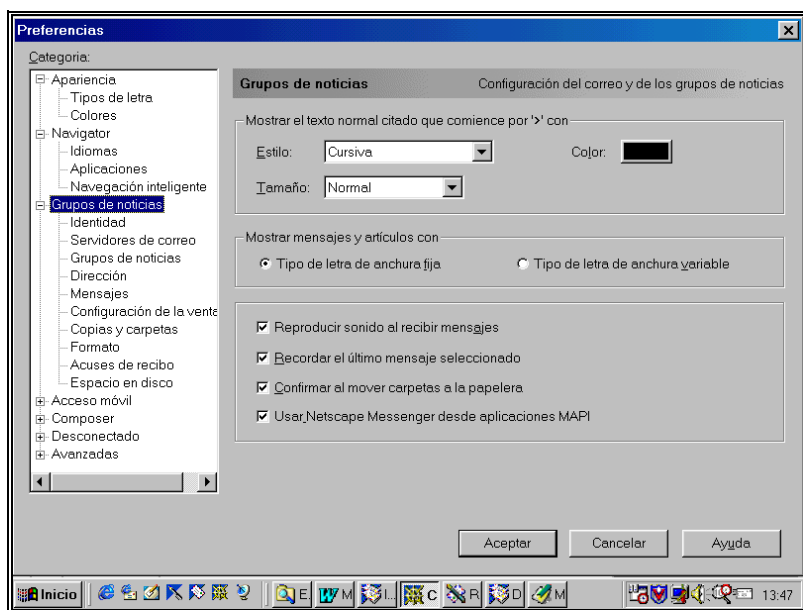 Preferencias
Categoria:
Apariencia
Tipos de letra
Colores
Navigator
Idiomas
Aplicaciones
Navegación inteligente
Grupos de noticias
Identidad
Servidores de correo
Grupos de noticias
Dirección
Mensajes
Configuración de la vente
Copias y carpetas
Formato
Acuses de recibo
Espacio en disco
Acceso móvil
Composer
Desconectado
Avanzadas
Grupos de noticias Configuración del correo y de los grupos de noticias
Mostrar el texto normal citado que comience por '>' con
Estilo: Cursiva Color:
Tamaño: Normal
Mostrar mensajes y artículos con
Tipo de letra de anchura fija Tipo de letra de anchura variable
Reproducir sonido al recibir mensajes
Recordar el último mensaje seleccionado
Confirmar al mover carpetas a la papelera
Usar Netscape Messenger desde aplicaciones MAPI
Aceptar Cancelar Ayuda
Inicio E. M I... C R D M 13:47